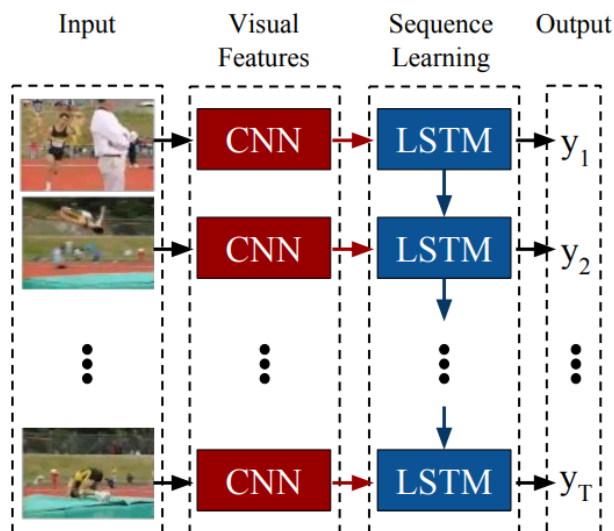 Input
Visual
Features
Sequence
Learning
Output
CNN
LSTM
y1
CNN
LSTM
y2
CNN
LSTM
yT